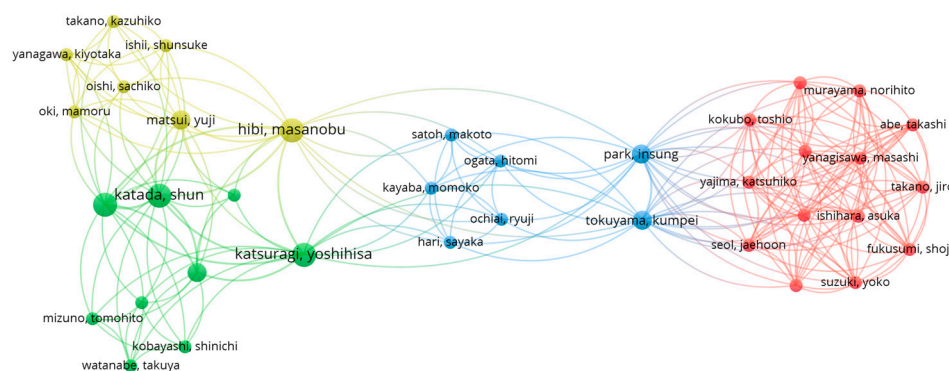 takano, kazuhiko
ishii, shunsuke
yanagawa, kiyotaka
oishi, sachiko
oki, mamoru
matsui, yuji
hibi, masanobu
katada, shun
katsuragi, yoshihisa
mizuno, tomohito
kobayashi, shinichi
watanabe, takuya
satoh, makoto
ogata, hitomi
kayaba, momoko
ochiai, ryuji
hari, sayaka
park, insung
tokuyama, kumpei
murayama, norihito
kokubo, toshio
abe, takashi
yanagisawa, masashi
yajima, katsuhiko
takano, jiro
ishihara, asuka
seol, jaehoon
fukusumi, shoj
suzuki, yoko